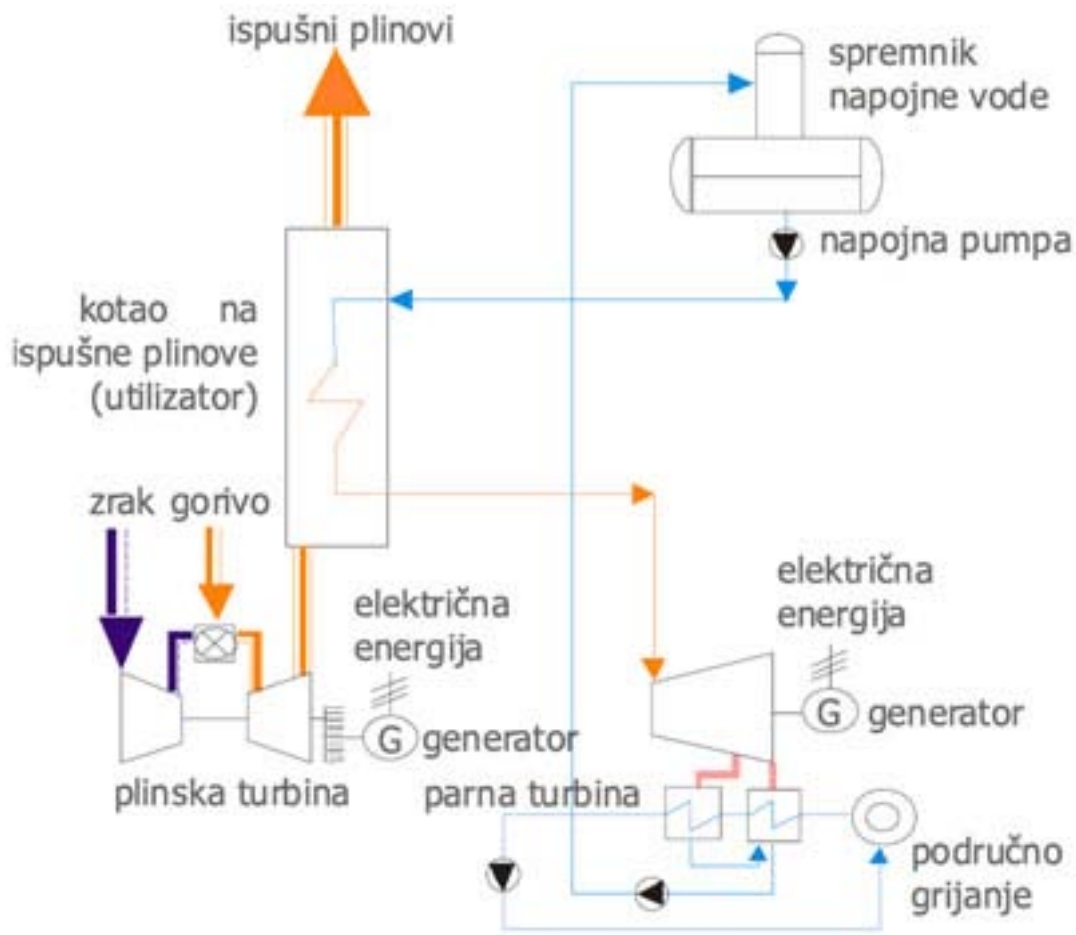 ispušni plinovi
spremnik
napojne vode
napojna pumpa
kotao na
ispušne plinove
(utilizator)
zrak gorivo
električna
energija
električna
energija
G generator
G generator
plinska turbina
parna turbina
područno
grijanje